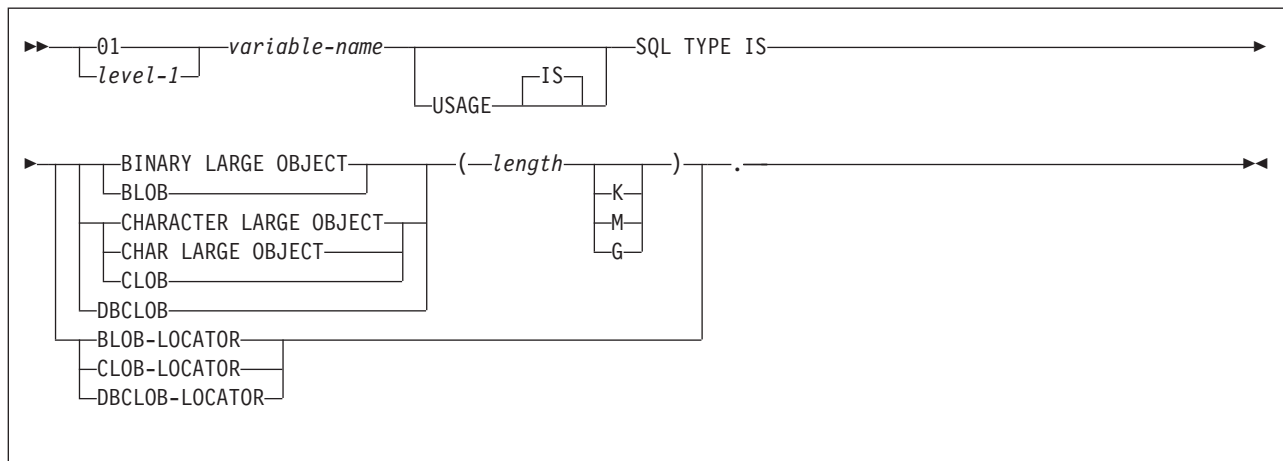 01 variable-name SQL TYPE IS
level-1 IS
USAGE
BINARY LARGE OBJECT ( length ) .
BLOB K
CHARACTER LARGE OBJECT M
CHAR LARGE OBJECT G
CLOB
DBCLOB
BLOB-LOCATOR
CLOB-LOCATOR
DBCLOB-LOCATOR